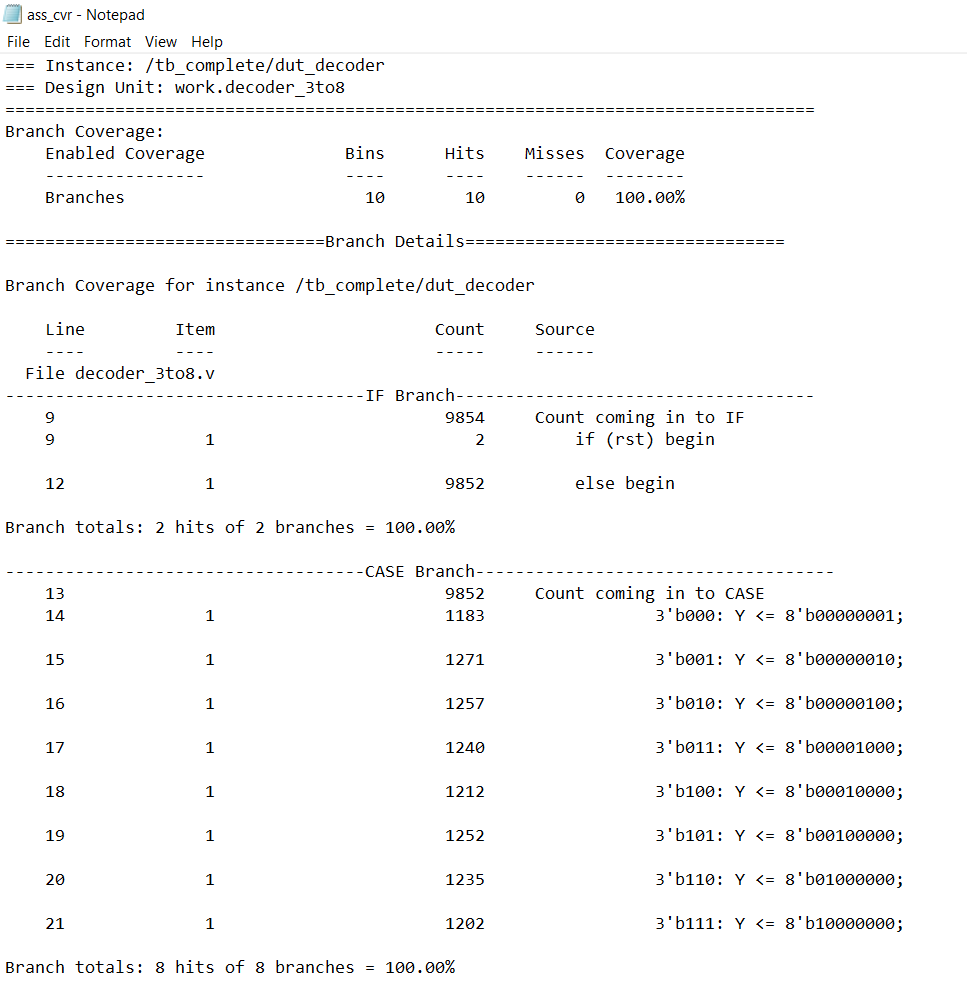 ass_cvr - Notepad
File Edit Format View Help
=== Instance: /tb_complete/dut_decoder
=== Design Unit: work.decoder_3to8
=================================================================================
Branch Coverage:
    Enabled Coverage              Bins      Hits    Misses  Coverage
    ----------------              ----      ----    ------  --------
    Branches                        10        10         0   100.00%

================================Branch Details================================

Branch Coverage for instance /tb_complete/dut_decoder

    Line         Item                      Count     Source
    ----         ----                      -----     ------
  File decoder_3to8.v
------------------------------------IF Branch------------------------------------
    9                                       9854     Count coming in to IF
    9               1                          2         if (rst) begin

    12              1                       9852         else begin

Branch totals: 2 hits of 2 branches = 100.00%

------------------------------------CASE Branch------------------------------------
    13                                      9852     Count coming in to CASE
    14              1                       1183                 3'b000: Y <= 8'b00000001;

    15              1                       1271                 3'b001: Y <= 8'b00000010;

    16              1                       1257                 3'b010: Y <= 8'b00000100;

    17              1                       1240                 3'b011: Y <= 8'b00001000;

    18              1                       1212                 3'b100: Y <= 8'b00010000;

    19              1                       1252                 3'b101: Y <= 8'b00100000;

    20              1                       1235                 3'b110: Y <= 8'b01000000;

    21              1                       1202                 3'b111: Y <= 8'b10000000;

Branch totals: 8 hits of 8 branches = 100.00%